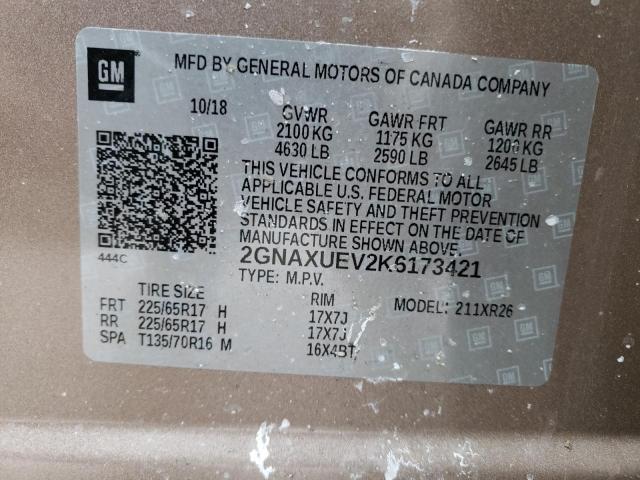 GM
MFD BY GENERAL MOTORS OF CANADA COMPANY
10/18 GVWR GAWR FRT GAWR RR
2100 KG 1175 KG 1200 KG
4630 LB 2590 LB 2645 LB
THIS VEHICLE CONFORMS TO ALL
APPLICABLE U.S. FEDERAL MOTOR
VEHICLE SAFETY AND THEFT PREVENTION
STANDARDS IN EFFECT ON THE DATE OF
MANUFACTURE SHOWN ABOVE.
444C 2GNAXUEV2K6173421
TYPE: M.P.V.
TIRE SIZE RIM MODEL: 211XR26
FRT 225/65R17 H 17X7J
RR 225/65R17 H 17X7J
SPA T135/70R16 M 16X4BT